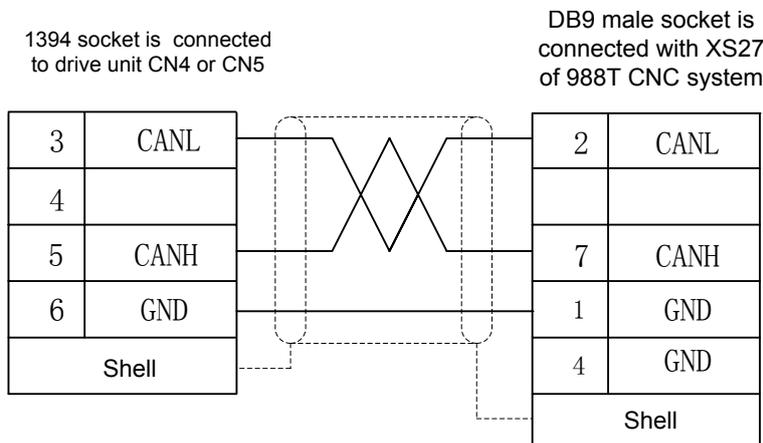 1394 socket is connected
to drive unit CN4 or CN5
DB9 male socket is
connected with XS27
of 988T CNC system
3 CANL
4
5 CANH
6 GND
Shell
2 CANL
7 CANH
1 GND
4 GND
Shell